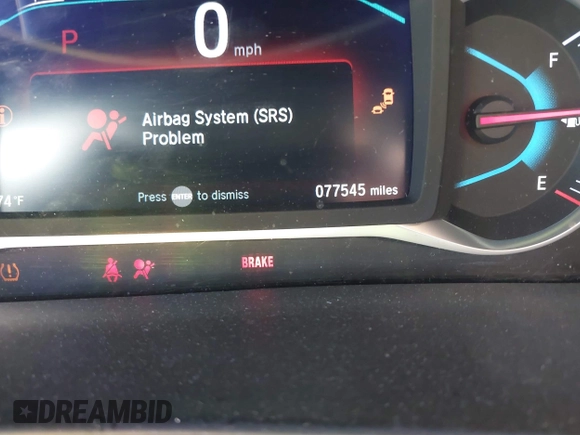 0 mph
P
F
Airbag System (SRS)
Problem
E
74°F
Press ENTER to dismiss
077545 miles
BRAKE
DREAMBID